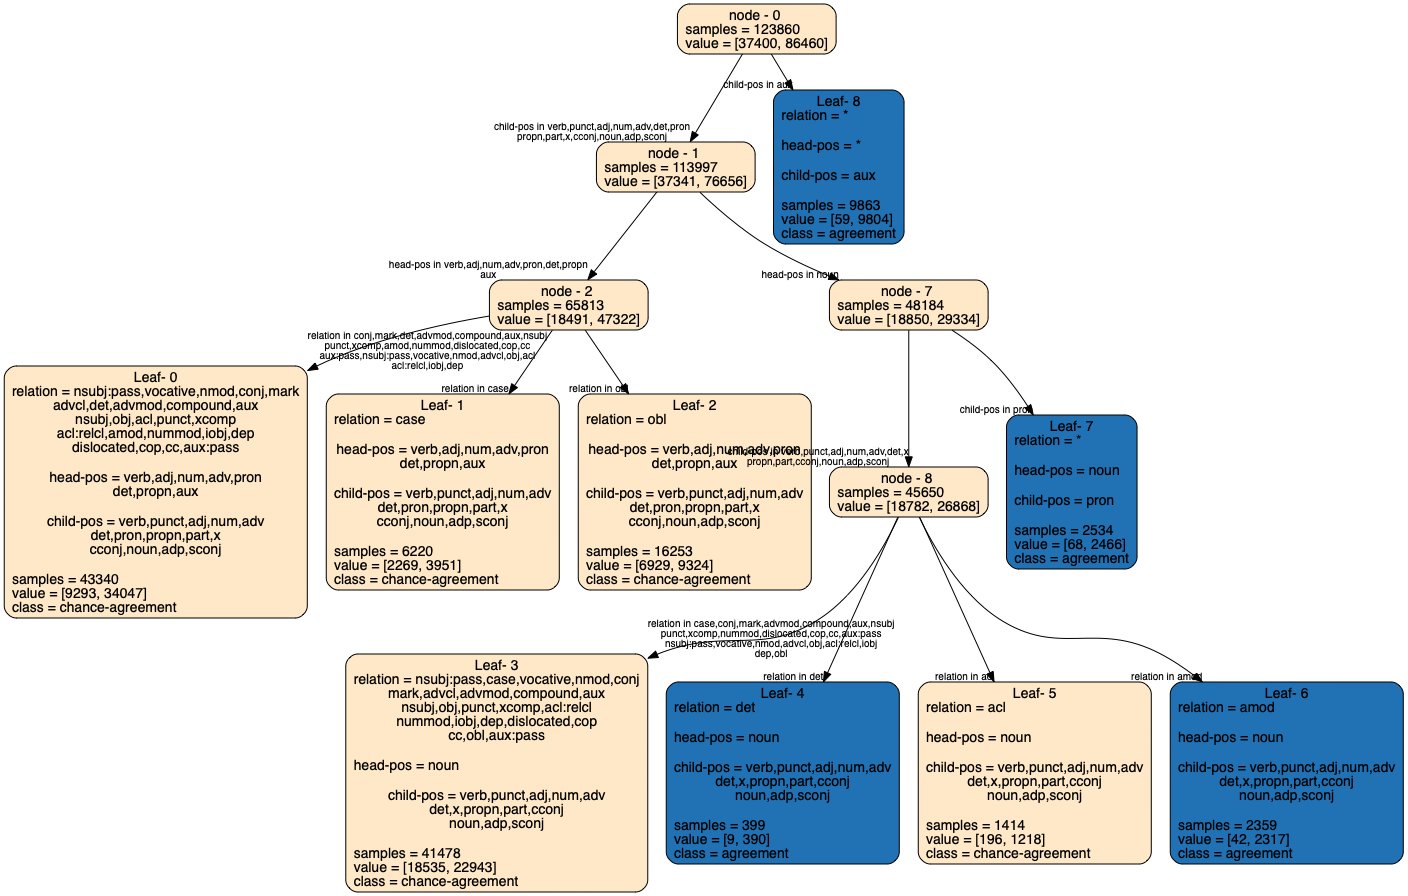 node - 0
samples = 123860
value = [37400, 86460]
child-pos in aux
Leaf- 8
relation = *
head-pos = *
child-pos = aux
samples = 9863
value = [59, 9804]
class = agreement
child-pos in verb,punct,adj,num,adv,det,pron
propn,part,x,cconj,noun,adp,sconj
node - 1
samples = 113997
value = [37341, 76656]
head-pos in verb,adj,num,adv,pron,det,propn
aux
node - 2
samples = 65813
value = [18491, 47322]
head-pos in noun
node - 7
samples = 48184
value = [18850, 29334]
relation in conj,mark,det,advmod,compound,aux,nsubj
punct,xcomp,amod,nummod,dislocated,cop,cc
aux:pass,nsubj:pass,vocative,nmod,advcl,obj,acl
acl:relcl,iobj,dep
Leaf- 0
relation = nsubj:pass,vocative,nmod,conj,mark
advcl,det,advmod,compound,aux
nsubj,obj,acl,punct,xcomp
acl:relcl,amod,nummod,iobj,dep
dislocated,cop,cc,aux:pass
head-pos = verb,adj,num,adv,pron
det,propn,aux
child-pos = verb,punct,adj,num,adv
det,pron,propn,part,x
cconj,noun,adp,sconj
samples = 43340
value = [9293, 34047]
class = chance-agreement
relation in case
Leaf- 1
relation = case
head-pos = verb,adj,num,adv,pron
det,propn,aux
child-pos = verb,punct,adj,num,adv
det,pron,propn,part,x
cconj,noun,adp,sconj
samples = 6220
value = [2269, 3951]
class = chance-agreement
relation in obl
Leaf- 2
relation = obl
head-pos = verb,adj,num,adv,pron
det,propn,aux
child-pos = verb,punct,adj,num,adv
det,pron,propn,part,x
cconj,noun,adp,sconj
samples = 16253
value = [6929, 9324]
class = chance-agreement
child-pos in verb,punct,adj,num,adv,det,x
propn,part,cconj,noun,adp,sconj
node - 8
samples = 45650
value = [18782, 26868]
child-pos in pron
Leaf- 7
relation = *
head-pos = noun
child-pos = pron
samples = 2534
value = [68, 2466]
class = agreement
relation in case,conj,mark,advmod,compound,aux,nsubj
punct,xcomp,nummod,dislocated,cop,cc,aux:pass
nsubj:pass,vocative,nmod,advcl,obj,acl:relcl,iobj
dep,obl
Leaf- 3
relation = nsubj:pass,case,vocative,nmod,conj
mark,advcl,advmod,compound,aux
nsubj,obj,punct,xcomp,acl:relcl
nummod,iobj,dep,dislocated,cop
cc,obl,aux:pass
head-pos = noun
child-pos = verb,punct,adj,num,adv
det,x,propn,part,cconj
noun,adp,sconj
samples = 41478
value = [18535, 22943]
class = chance-agreement
relation in det
Leaf- 4
relation = det
head-pos = noun
child-pos = verb,punct,adj,num,adv
det,x,propn,part,cconj
noun,adp,sconj
samples = 399
value = [9, 390]
class = agreement
relation in acl
Leaf- 5
relation = acl
head-pos = noun
child-pos = verb,punct,adj,num,adv
det,x,propn,part,cconj
noun,adp,sconj
samples = 1414
value = [196, 1218]
class = chance-agreement
relation in amod
Leaf- 6
relation = amod
head-pos = noun
child-pos = verb,punct,adj,num,adv
det,x,propn,part,cconj
noun,adp,sconj
samples = 2359
value = [42, 2317]
class = agreement